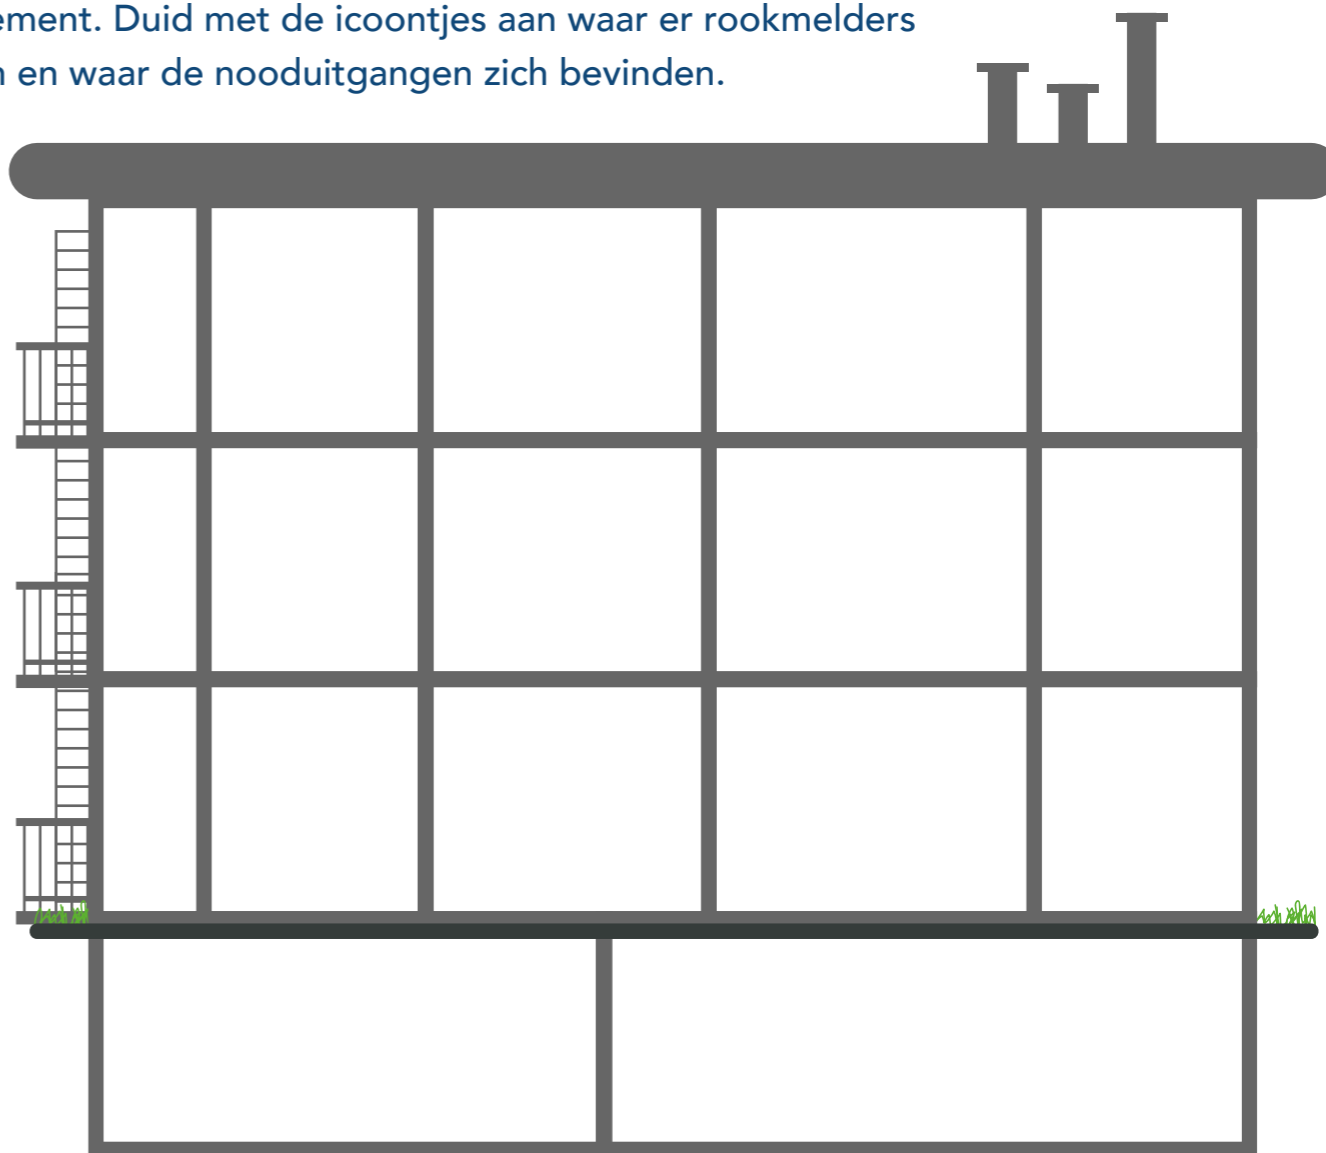 ement. Duid met de icoontjes aan waar er rookmelders
n en waar de nooduitgangen zich bevinden.